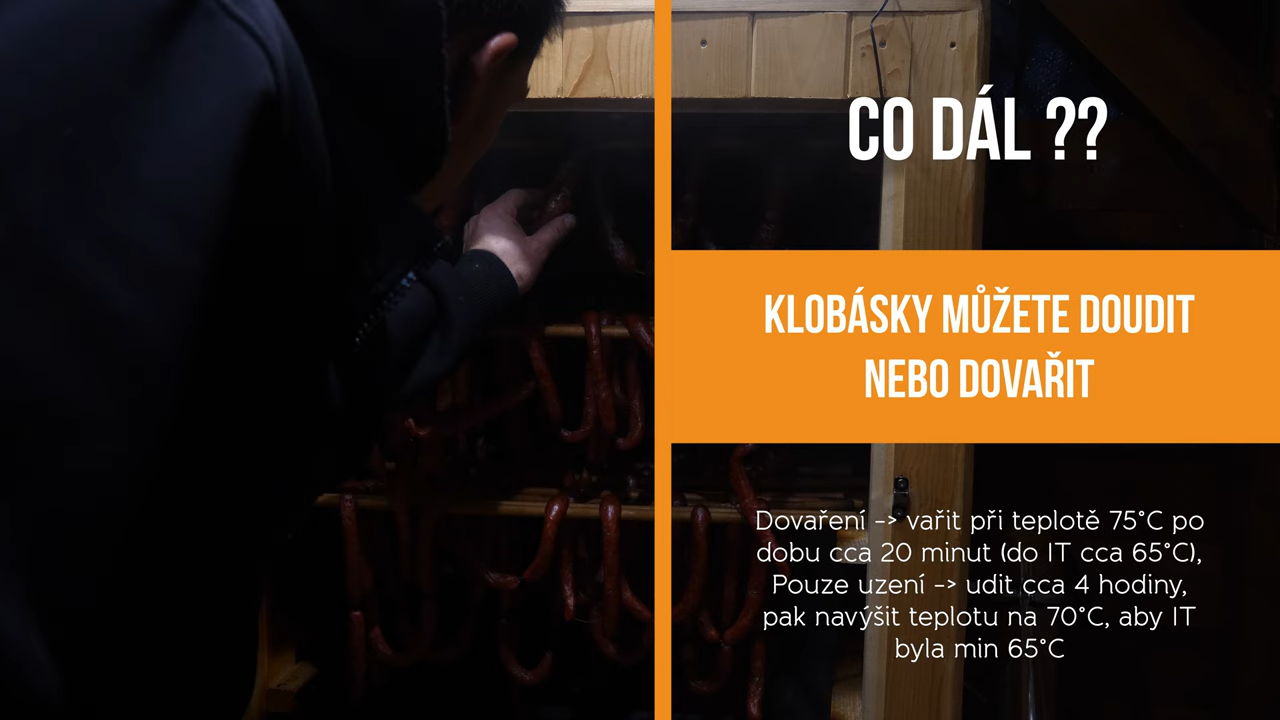 CO DÁL ??
KLOBÁSKY MŮŽETE DOUDIT
NEBO DOVAŘIT
Dovaření -> vařit při teplotě 75°C po
dobu cca 20 minut (do IT cca 65°C),
Pouze uzení -> udit cca 4 hodiny,
pak navýšit teplotu na 70°C, aby IT
byla min 65°C